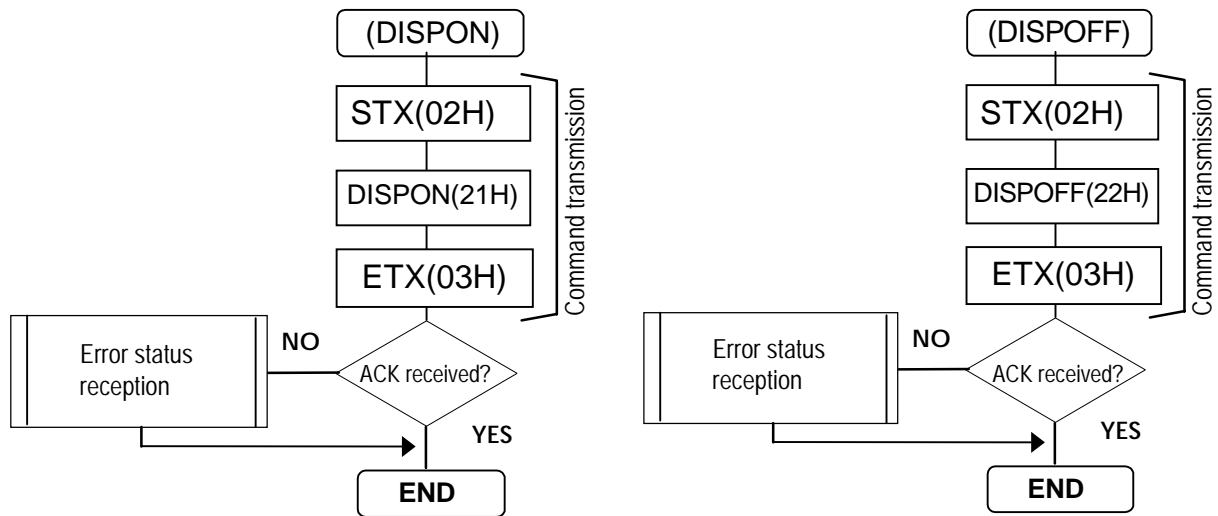 (DISPON)
STX(02H)
DISPON(21H)
ETX(03H)
Command transmission
ACK received?
NO
Error status
reception
YES
END
(DISPOFF)
STX(02H)
DISPOFF(22H)
ETX(03H)
Command transmission
ACK received?
NO
Error status
reception
YES
END